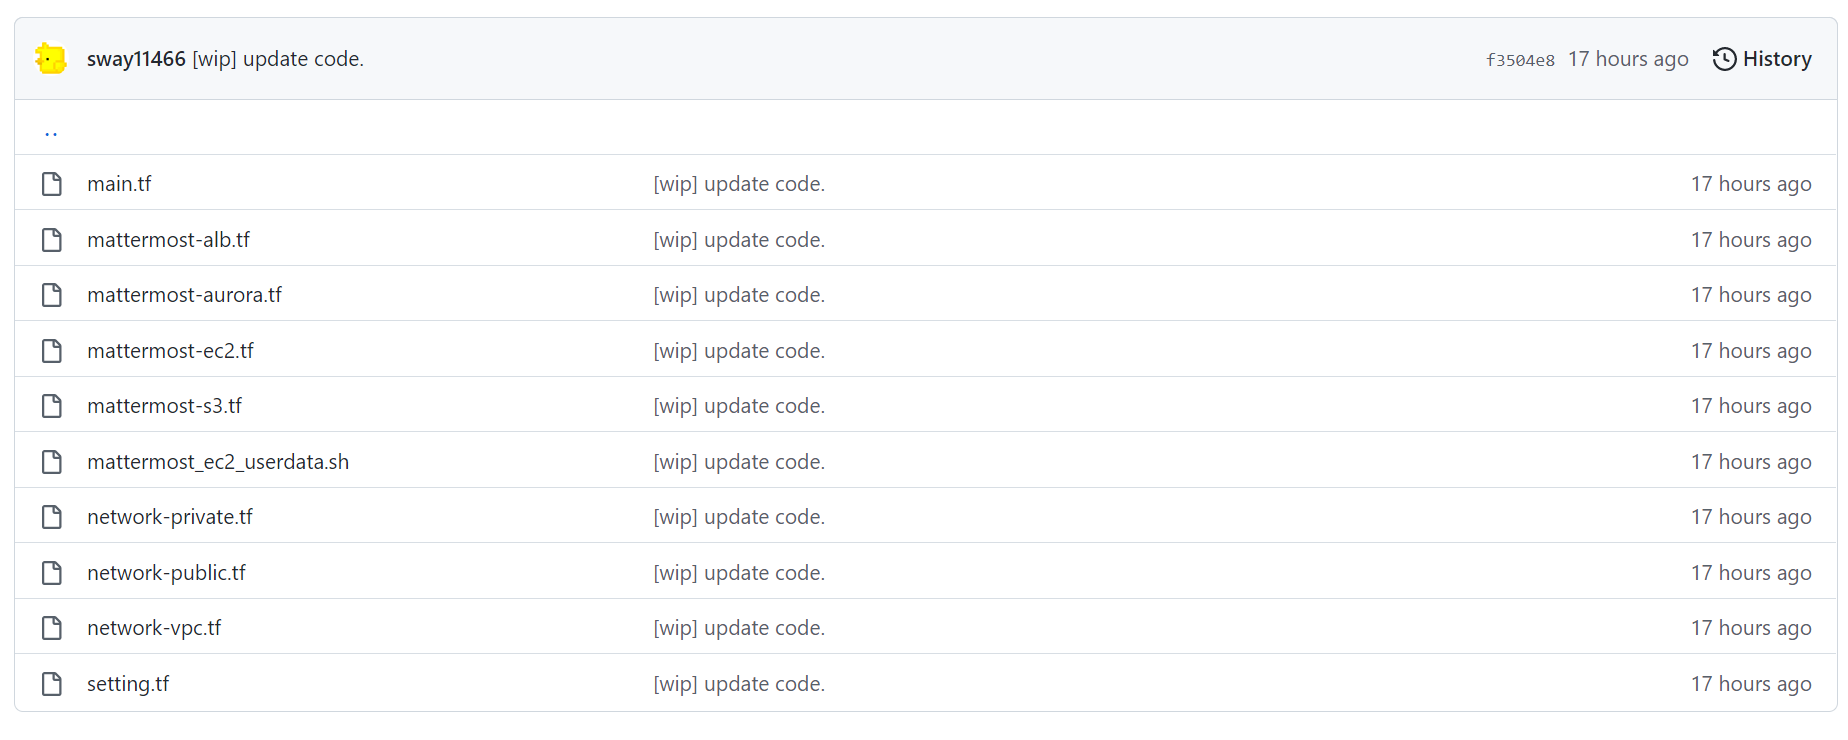 sway11466 [wip] update code. f3504e8 17 hours ago History
..
main.tf [wip] update code. 17 hours ago
mattermost-alb.tf [wip] update code. 17 hours ago
mattermost-aurora.tf [wip] update code. 17 hours ago
mattermost-ec2.tf [wip] update code. 17 hours ago
mattermost-s3.tf [wip] update code. 17 hours ago
mattermost_ec2_userdata.sh [wip] update code. 17 hours ago
network-private.tf [wip] update code. 17 hours ago
network-public.tf [wip] update code. 17 hours ago
network-vpc.tf [wip] update code. 17 hours ago
setting.tf [wip] update code. 17 hours ago